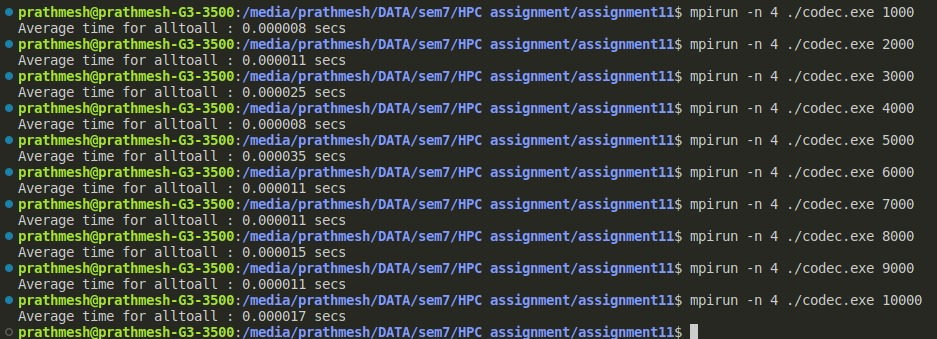 prathmesh@prathmesh-G3-3500:/media/prathmesh/DATA/sem7/HPC assignment/assignment11$ mpirun -n 4 ./codec.exe 1000
Average time for alltoall : 0.000008 secs
prathmesh@prathmesh-G3-3500:/media/prathmesh/DATA/sem7/HPC assignment/assignment11$ mpirun -n 4 ./codec.exe 2000
Average time for alltoall : 0.000011 secs
prathmesh@prathmesh-G3-3500:/media/prathmesh/DATA/sem7/HPC assignment/assignment11$ mpirun -n 4 ./codec.exe 3000
Average time for alltoall : 0.000025 secs
prathmesh@prathmesh-G3-3500:/media/prathmesh/DATA/sem7/HPC assignment/assignment11$ mpirun -n 4 ./codec.exe 4000
Average time for alltoall : 0.000008 secs
prathmesh@prathmesh-G3-3500:/media/prathmesh/DATA/sem7/HPC assignment/assignment11$ mpirun -n 4 ./codec.exe 5000
Average time for alltoall : 0.000035 secs
prathmesh@prathmesh-G3-3500:/media/prathmesh/DATA/sem7/HPC assignment/assignment11$ mpirun -n 4 ./codec.exe 6000
Average time for alltoall : 0.000011 secs
prathmesh@prathmesh-G3-3500:/media/prathmesh/DATA/sem7/HPC assignment/assignment11$ mpirun -n 4 ./codec.exe 7000
Average time for alltoall : 0.000011 secs
prathmesh@prathmesh-G3-3500:/media/prathmesh/DATA/sem7/HPC assignment/assignment11$ mpirun -n 4 ./codec.exe 8000
Average time for alltoall : 0.000015 secs
prathmesh@prathmesh-G3-3500:/media/prathmesh/DATA/sem7/HPC assignment/assignment11$ mpirun -n 4 ./codec.exe 9000
Average time for alltoall : 0.000011 secs
prathmesh@prathmesh-G3-3500:/media/prathmesh/DATA/sem7/HPC assignment/assignment11$ mpirun -n 4 ./codec.exe 10000
Average time for alltoall : 0.000017 secs
prathmesh@prathmesh-G3-3500:/media/prathmesh/DATA/sem7/HPC assignment/assignment11$